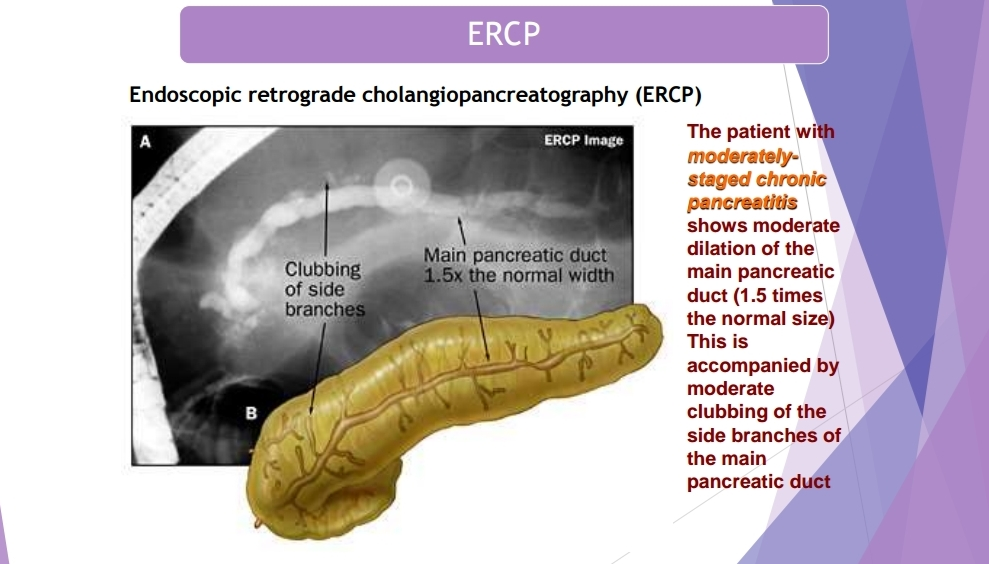 ERCP
Endoscopic retrograde cholangiopancreatography (ERCP)
A
ERCP Image
Clubbing
of side
branches
Main pancreatic duct
1.5x the normal width
B
The patient with
moderately-
staged chronic
pancreatitis
shows moderate
dilation of the
main pancreatic
duct (1.5 times
the normal size)
This is
accompanied by
moderate
clubbing of the
side branches of
the main
pancreatic duct